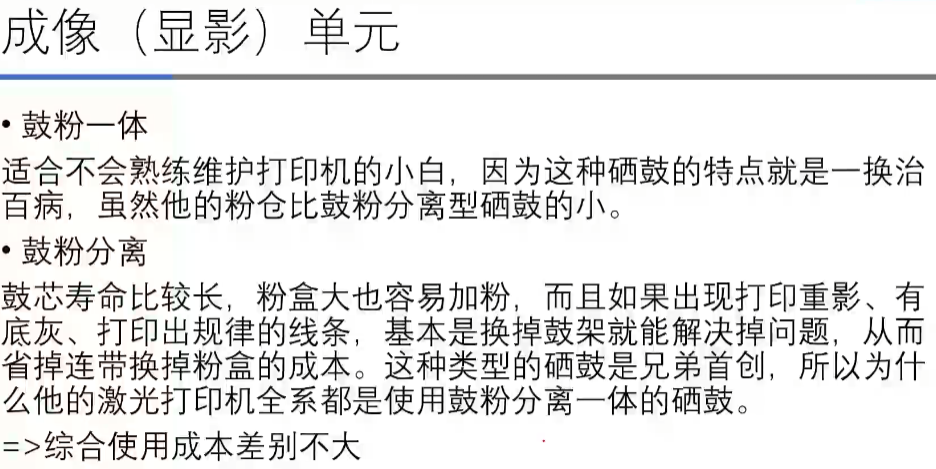 成像（显影）单元
• 鼓粉一体
适合不会熟练维护打印机的小白，因为这种硒鼓的特点就是一换治
百病，虽然他的粉仓比鼓粉分离型硒鼓的小。
• 鼓粉分离
鼓芯寿命比较长，粉盒大也容易加粉，而且如果出现打印重影、有
底灰、打印出规律的线条，基本是换掉鼓架就能解决掉问题，从而
省掉连带换掉粉盒的成本。这种类型的硒鼓是兄弟首创，所以为什
么他的激光打印机全系都是使用鼓粉分离一体的硒鼓。
=>综合使用成本差别不大